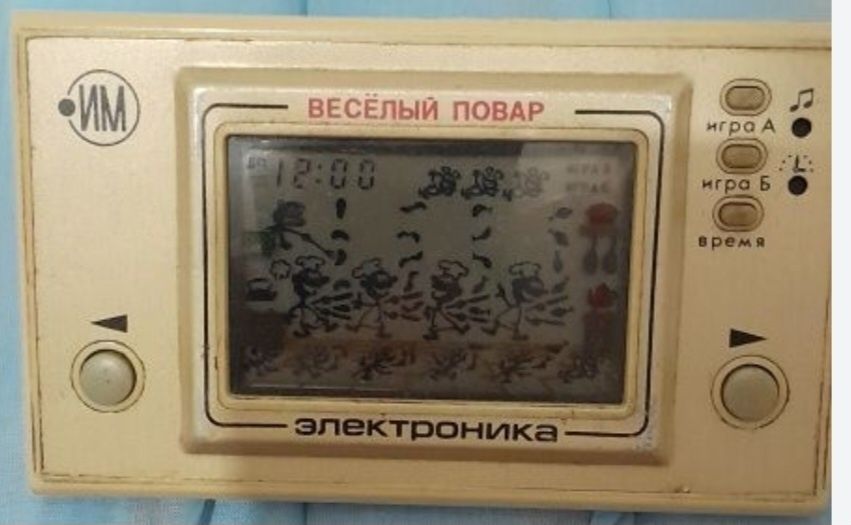 ИМ
ВЕСЁЛЫЙ ПОВАР
12:00
игра А
игра Б
время
электроника